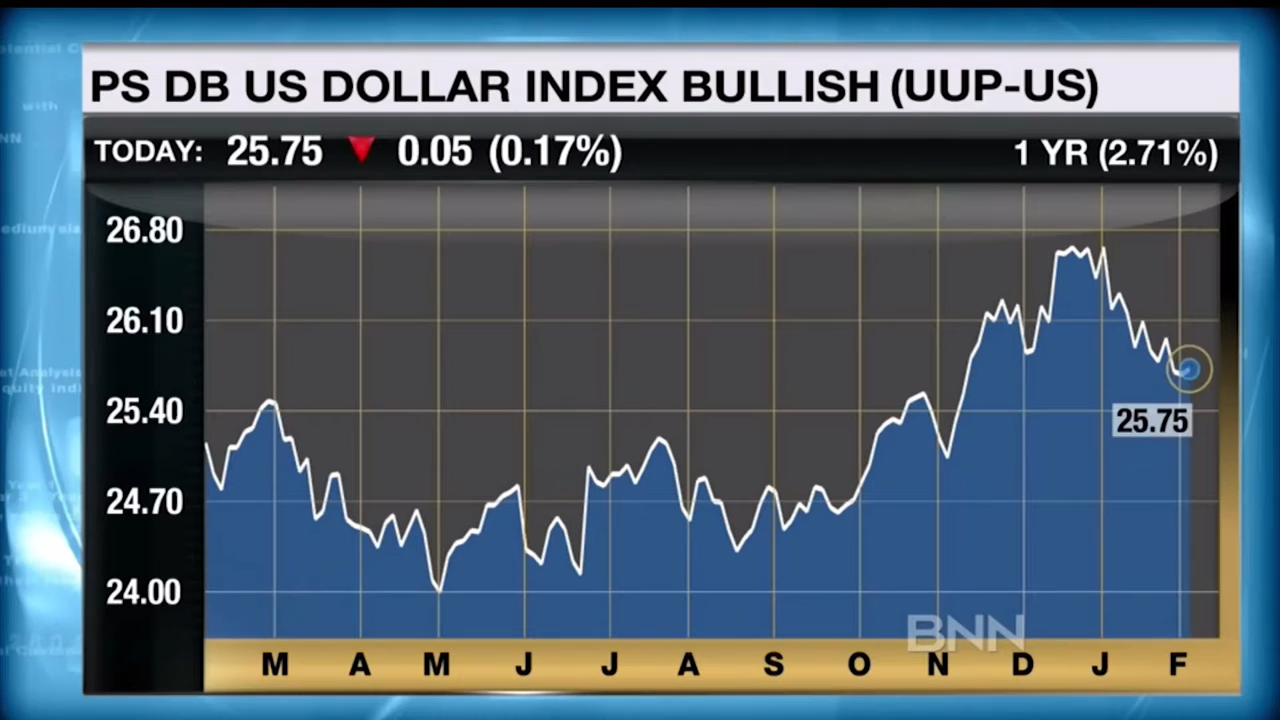 PS DB US DOLLAR INDEX BULLISH (UUP-US)
TODAY: 25.75 ▼ 0.05 (0.17%) 1 YR (2.71%)
26.80
26.10
25.40
24.70
24.00
25.75
BNN
M A M J J A S O N D J F